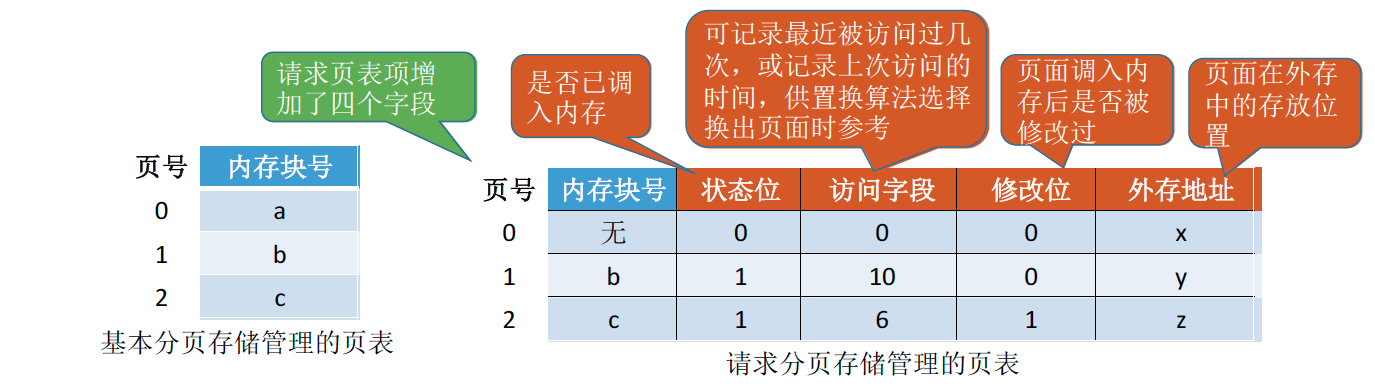 请求页表项增
加了四个字段
是否已调
入内存
可记录最近被访问过几
次，或记录上次访问的
时间，供置换算法选择
换出页面时参考
页面调入内
存后是否被
修改过
页面在外存
中的存放位
置
页号 内存块号
0 a
1 b
2 c
基本分页存储管理的页表
页号 内存块号 状态位 访问字段 修改位 外存地址
0 无 0 0 0 x
1 b 1 10 0 y
2 c 1 6 1 z
请求分页存储管理的页表